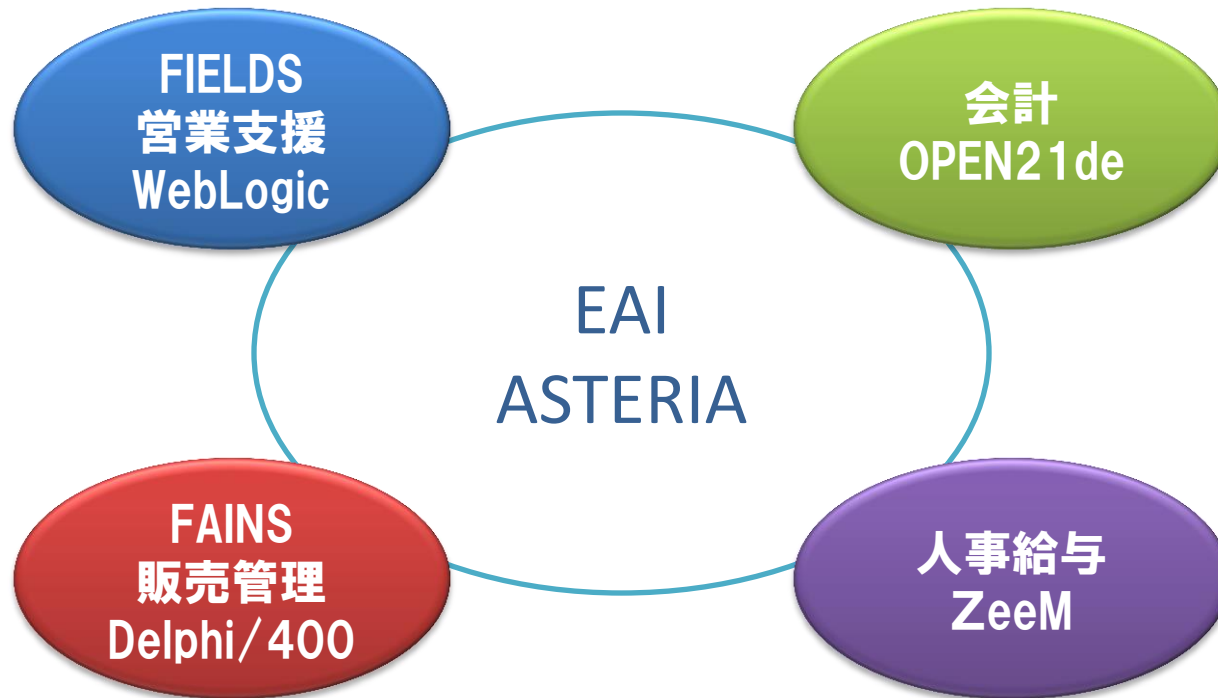 FIELDS
営業支援
WebLogic
会計
OPEN21de
EAI
ASTERIA
FAINS
販売管理
Delphi/400
人事給与
ZeeM